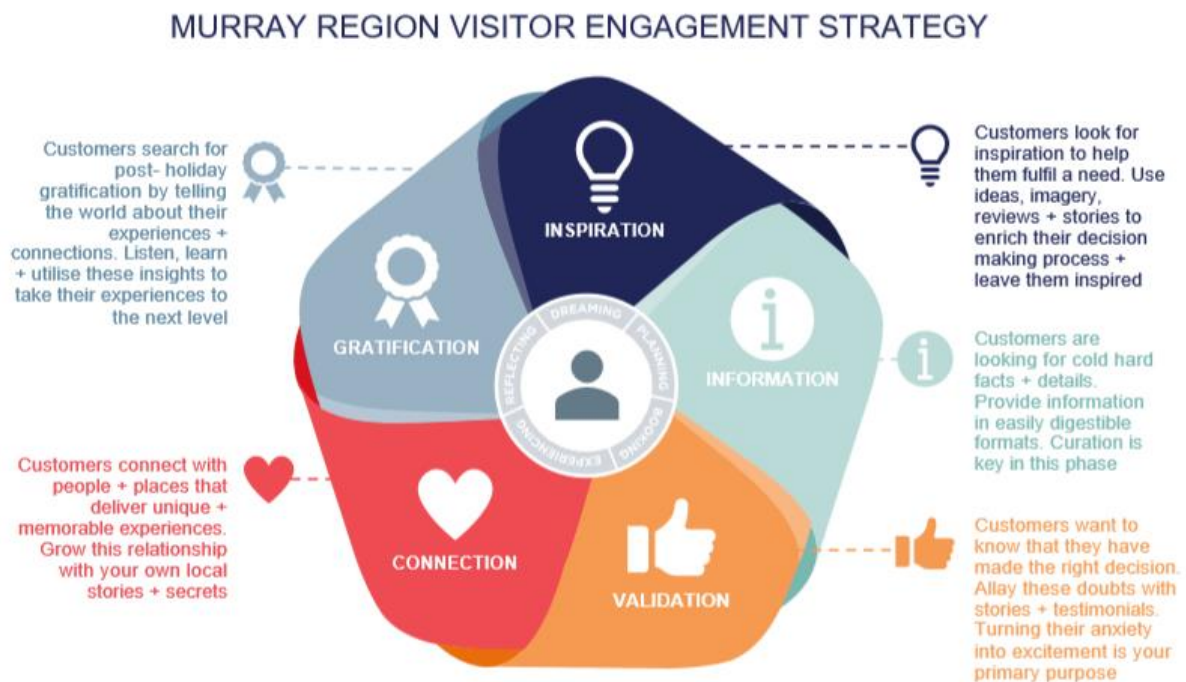 MURRAY REGION VISITOR ENGAGEMENT STRATEGY
Customers look for
inspiration to help
them fulfil a need. Use
ideas, imagery,
reviews + stories to
enrich their decision
making process +
leave them inspired
Customers are
looking for cold hard
facts + details.
Provide information
in easily digestible
formats. Curation is
key in this phase
Customers want to
know that they have
made the right decision.
Allay these doubts with
stories + testimonials.
Turning their anxiety
into excitement is your
primary purpose
Customers connect with
people + places that
deliver unique +
memorable experiences.
Grow this relationship
with your own local
stories + secrets
Customers search for
post- holiday
gratification by telling
the world about their
experiences +
connections. Listen, learn
+ utilise these insights to
take their experiences to
the next level
INSPIRATION
INFORMATION
VALIDATION
CONNECTION
GRATIFICATION
DREAMING
PLANNING
BOOKING
EXPERIENCING
REFLECTING